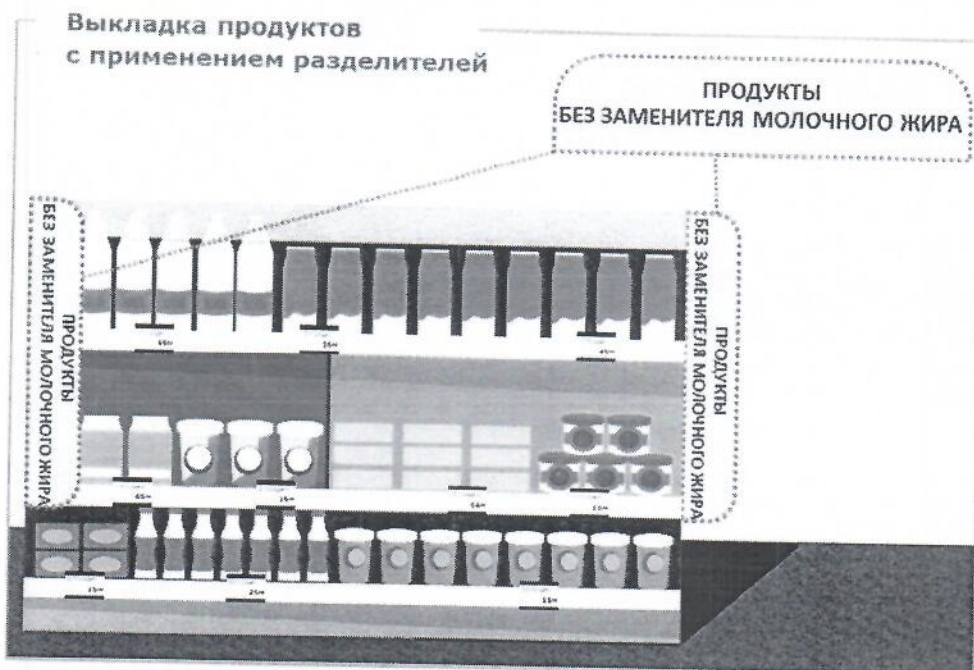 Выкладка продуктов
с применением разделителей
ПРОДУКТЫ
БЕЗ ЗАМЕНИТЕЛЯ МОЛОЧНОГО ЖИРА
ПРОДУКТЫ
БЕЗ ЗАМЕНИТЕЛЯ МОЛОЧНОГО ЖИРА
ПРОДУКТЫ
БЕЗ ЗАМЕНИТЕЛЯ МОЛОЧНОГО ЖИРА